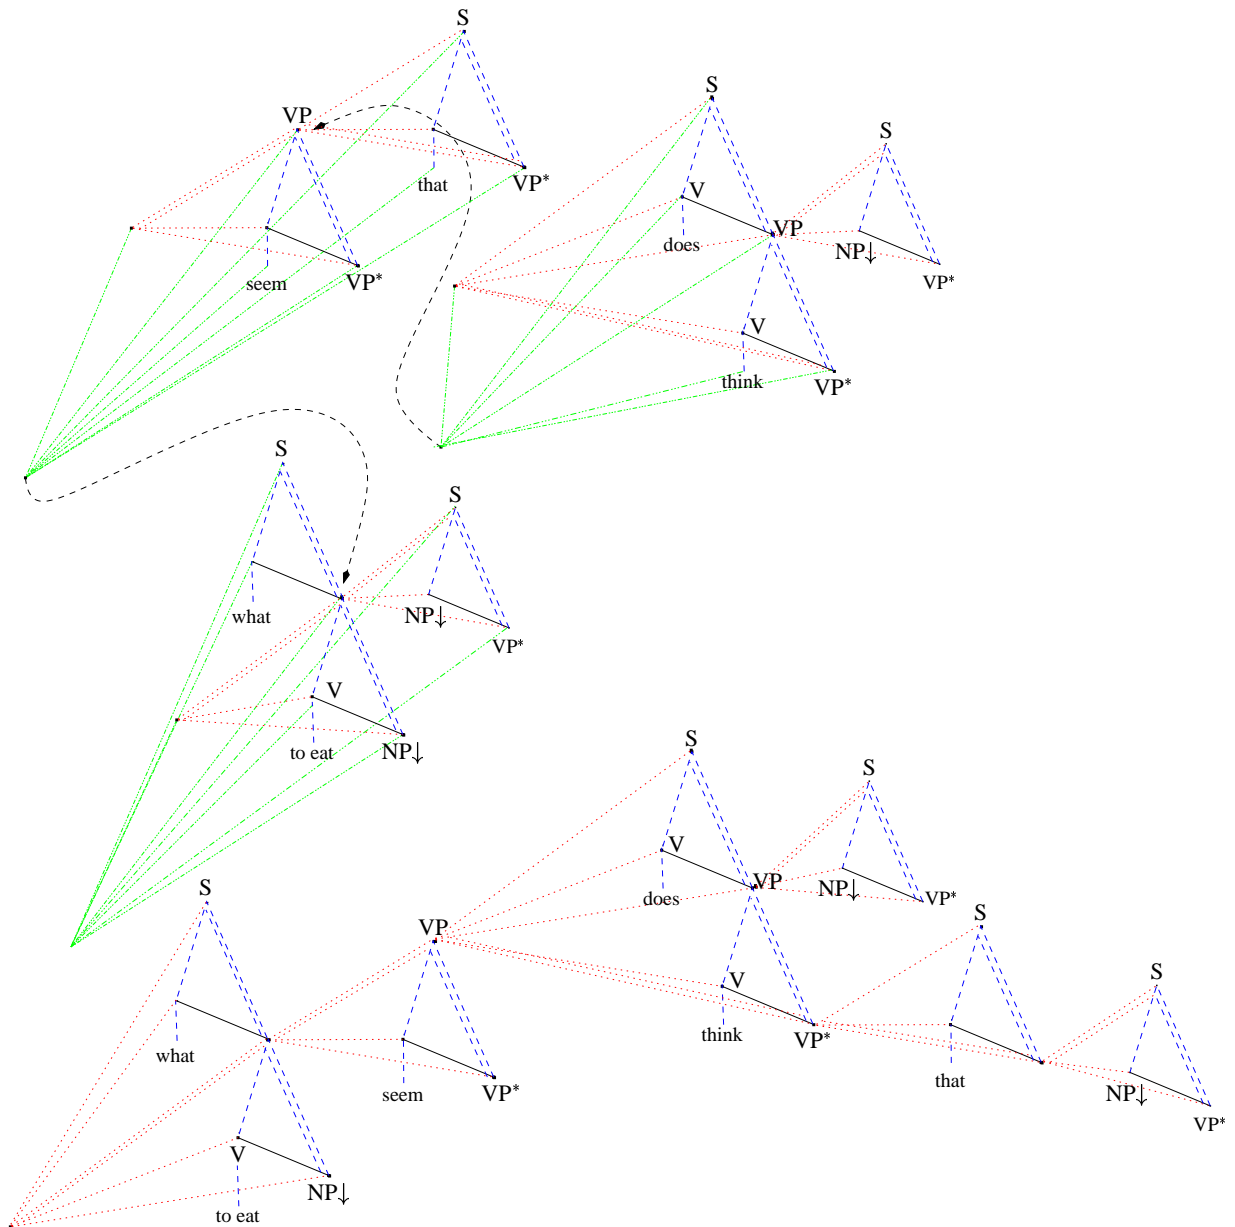 S
VP
that
VP*
seem
VP*
S
V
does
VP
S
NP↓
VP*
V
think
VP*
S
what
S
NP↓
VP*
V
to eat
NP↓
S
V
does
VP
S
NP↓
VP*
S
what
VP
seem
VP*
V
think
VP*
S
that
S
NP↓
VP*
V
to eat
NP↓